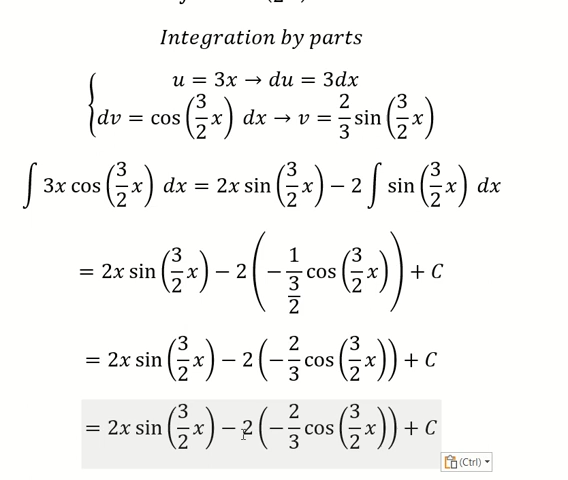 Integration by parts
{ u = 3x → du = 3dx
dv = cos(3/2 x) dx → v = 2/3 sin(3/2 x)
∫ 3x cos(3/2 x) dx = 2x sin(3/2 x) − 2 ∫ sin(3/2 x) dx
= 2x sin(3/2 x) − 2(−1/(3/2) cos(3/2 x)) + C
= 2x sin(3/2 x) − 2(−2/3 cos(3/2 x)) + C
= 2x sin(3/2 x) − 2(−2/3 cos(3/2 x)) + C
(Ctrl)